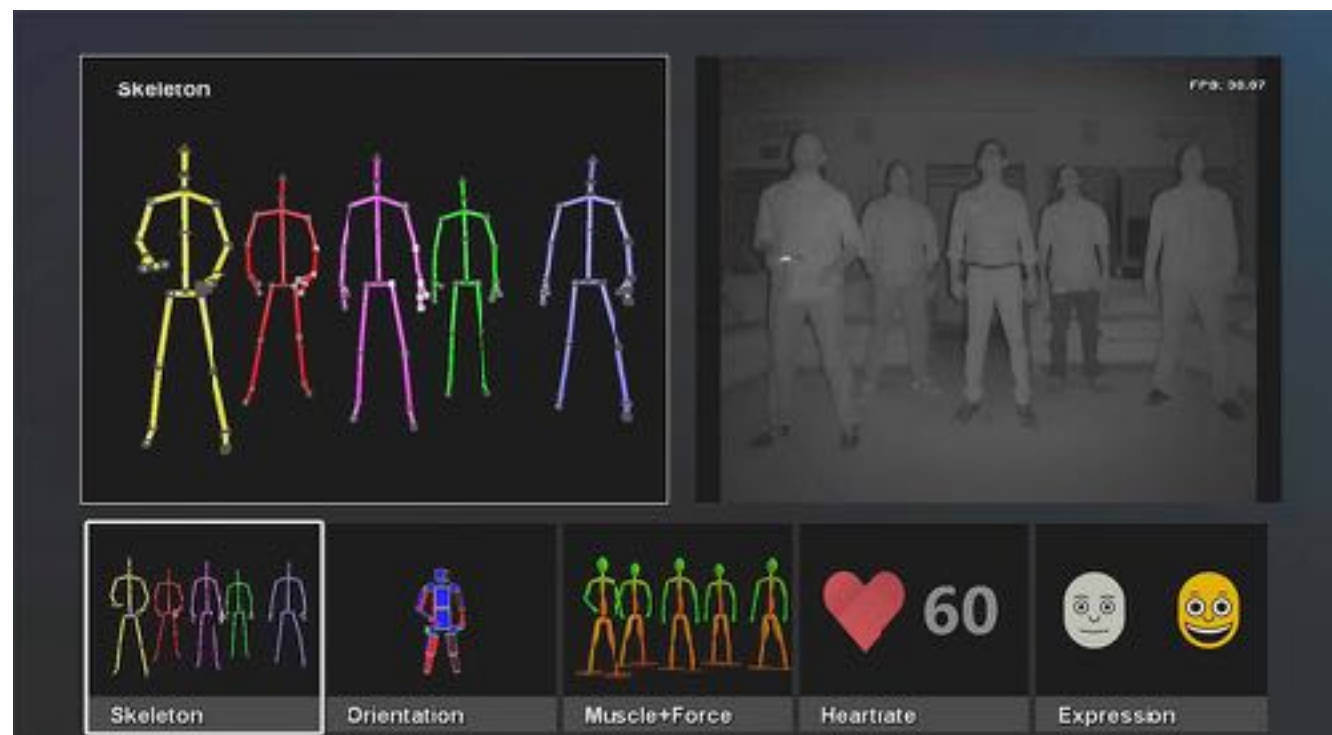 Skeleton
60
Skeleton
Orientation
Muscle+Force
Heartrate
Expression